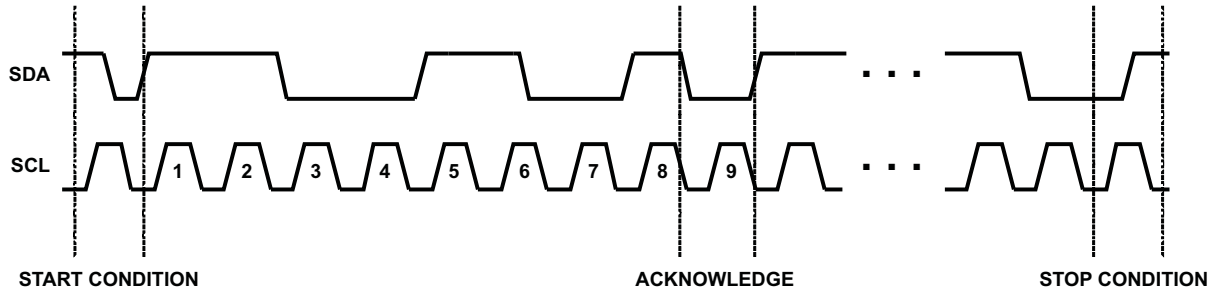 SDA
SCL
1 2 3 4 5 6 7 8 9
START CONDITION
ACKNOWLEDGE
STOP CONDITION